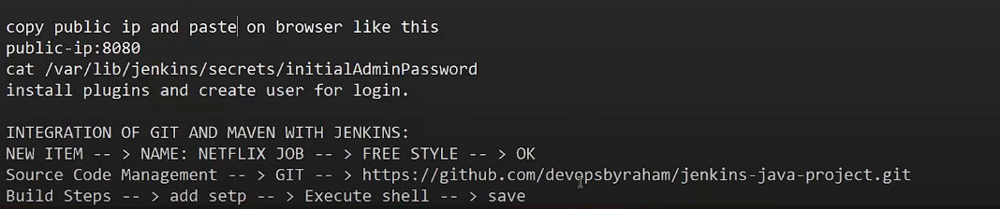 copy public ip and paste on browser like this
public-ip:8080
cat /var/lib/jenkins/secrets/initialAdminPassword
install plugins and create user for login.
INTEGRATION OF GIT AND MAVEN WITH JENKINS:
NEW ITEM -- > NAME: NETFLIX JOB -- > FREE STYLE -- > OK
Source Code Management -- > GIT -- > https://github.com/devopsbyraham/jenkins-java-project.git
Build Steps -- > add setp -- > Execute shell -- > save